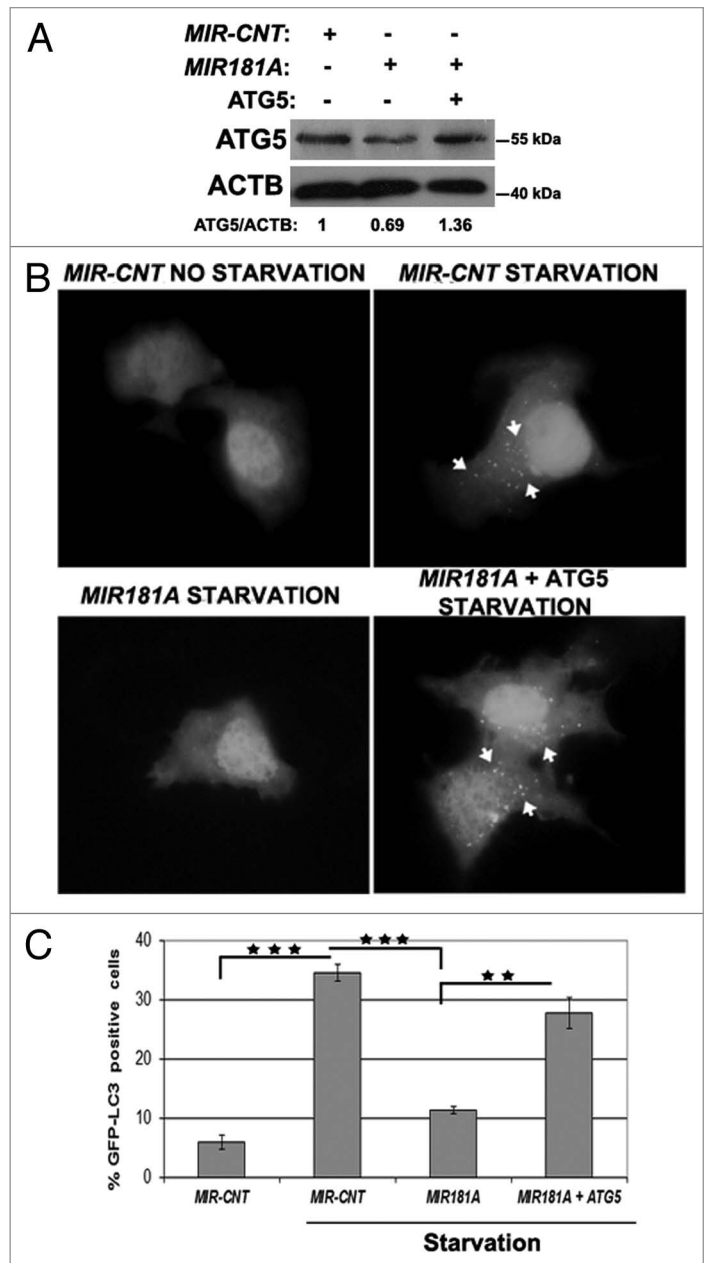 A
MIR-CNT: + - -
MIR181A: - + +
ATG5: - - +
ATG5 —55 kDa
ACTB —40 kDa
ATG5/ACTB: 1 0.69 1.36
B
MIR-CNT NO STARVATION
MIR-CNT STARVATION
MIR181A STARVATION
MIR181A + ATG5
STARVATION
C
% GFP-LC3 positive cells
40
30
20
10
0
★★★
★★★
★★
MIR-CNT MIR-CNT MIR181A MIR181A + ATG5
Starvation